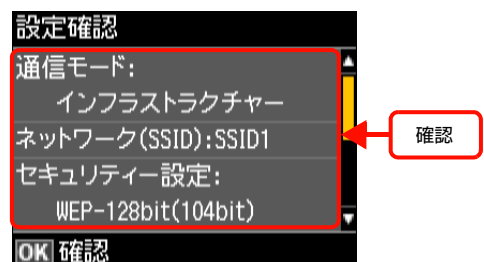 設定確認
通信モード:
インフラストラクチャー
ネットワーク(SSID):SSID1
セキュリティー設定:
WEP-128bit(104bit)
OK 確認
確認